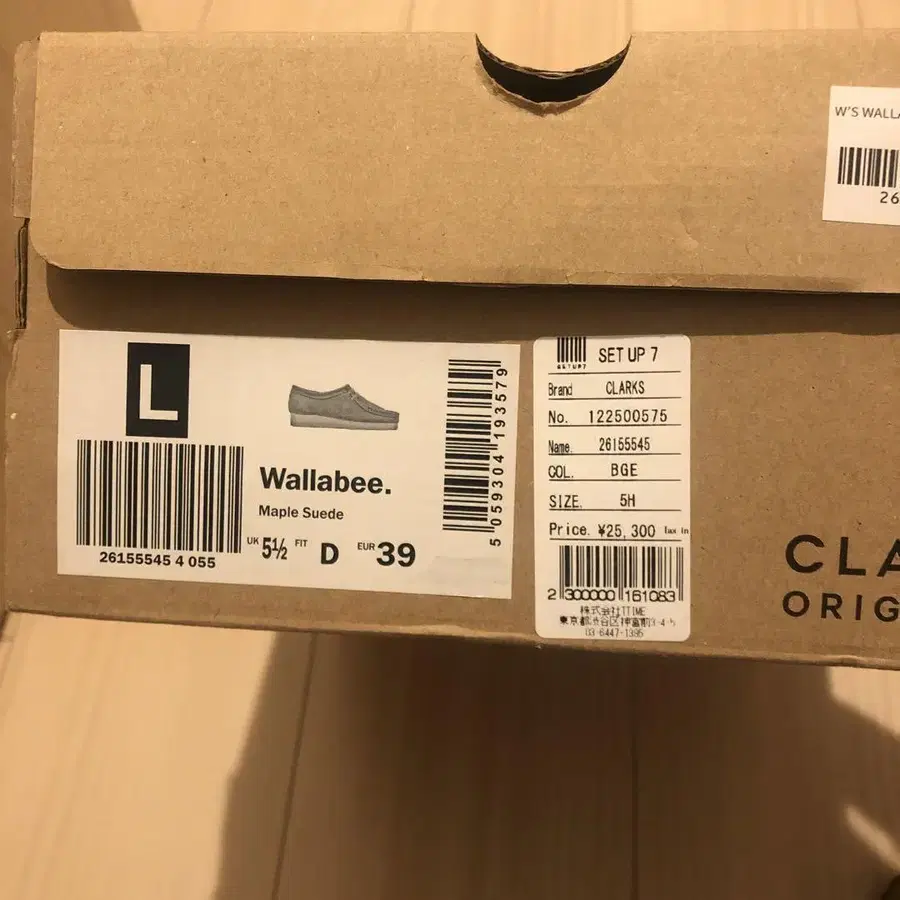 W'S WALLA
26
L
26155545 4 055
Wallabee.
Maple Suede
UK 5½ FIT D EUR 39
5 059304 193579
SETUP7
SET UP 7
Brand CLARKS
No. 122500575
Name. 26155545
COL. BGE
SIZE. 5H
Price. ¥25,300 tax in
2 300000 161083
株式会社TTIME
東京都渋谷区神宮前3-4-5
03-6447-1395
CLA
ORIG